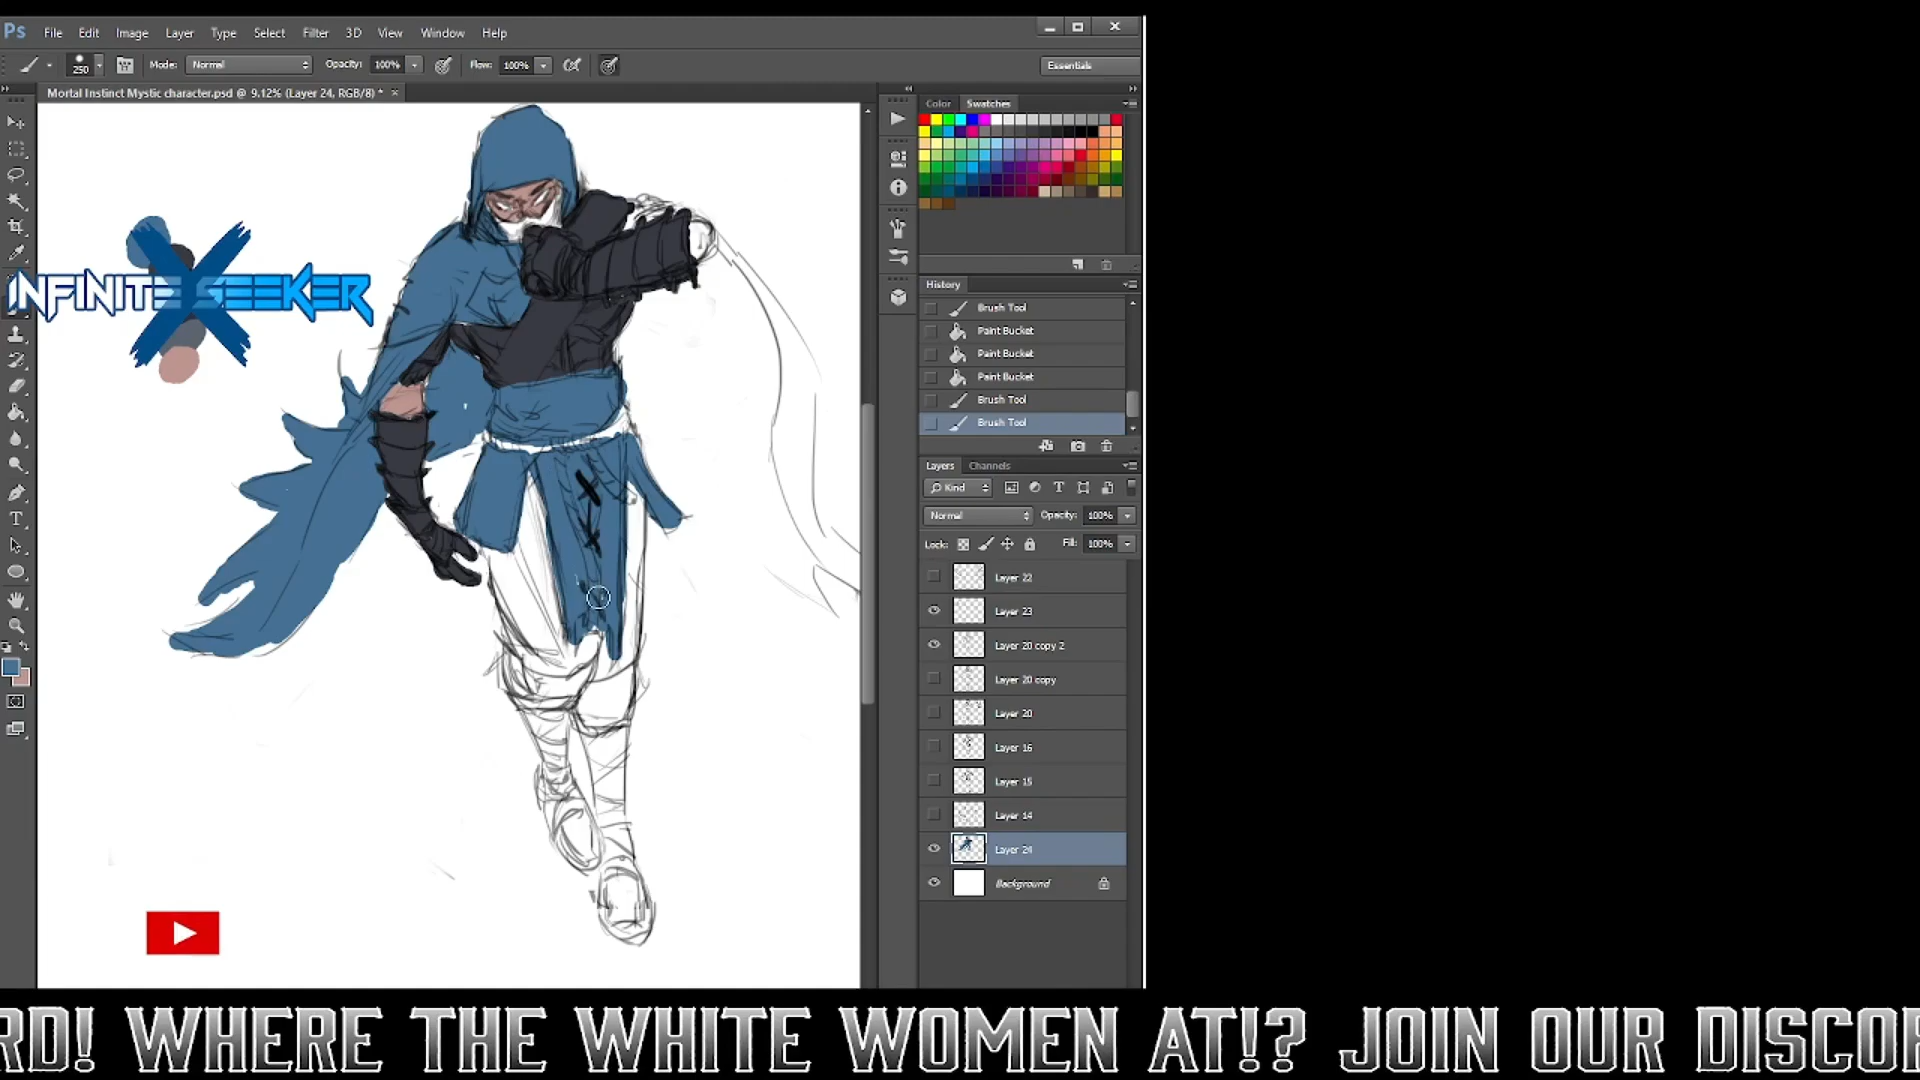 Ps File Edit Image Layer Type Select Filter 3D View Window Help
250 Mode: Normal Opacity: 100% Flow: 100% Essentials
Mortal Instinct Mystic character.psd @ 9.12% (Layer 24, RGB/8) *
Color Swatches
INFINITE SEEKER
History
Brush Tool
Paint Bucket
Paint Bucket
Paint Bucket
Brush Tool
Brush Tool
Layers Channels
Kind
Normal Opacity: 100%
Lock: Fill: 100%
Layer 22
Layer 23
Layer 20 copy 2
Layer 20 copy
Layer 20
Layer 16
Layer 15
Layer 14
Layer 24
Background
RD! WHERE THE WHITE WOMEN AT!? JOIN OUR DISCO